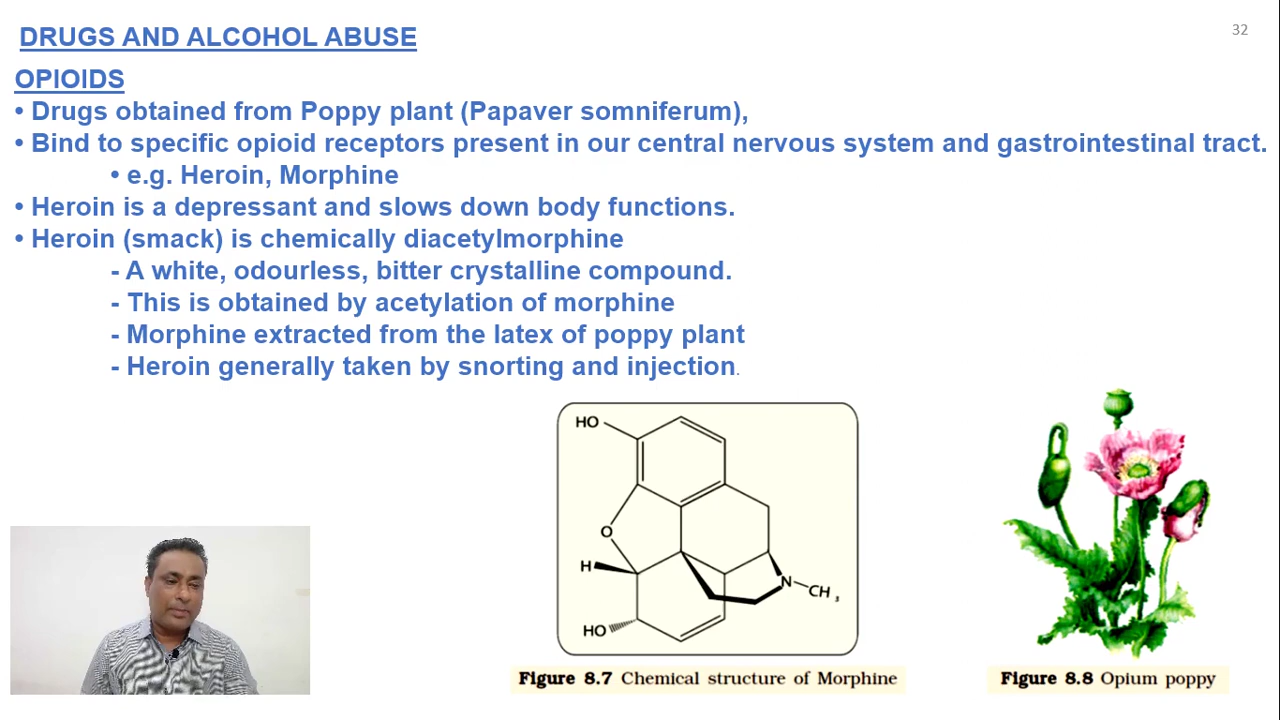 32
DRUGS AND ALCOHOL ABUSE
OPIOIDS
• Drugs obtained from Poppy plant (Papaver somniferum),
• Bind to specific opioid receptors present in our central nervous system and gastrointestinal tract.
• e.g. Heroin, Morphine
• Heroin is a depressant and slows down body functions.
• Heroin (smack) is chemically diacetylmorphine
- A white, odourless, bitter crystalline compound.
- This is obtained by acetylation of morphine
- Morphine extracted from the latex of poppy plant
- Heroin generally taken by snorting and injection.
HO
O
H
N
CH3
HO
Figure 8.7 Chemical structure of Morphine
Figure 8.8 Opium poppy